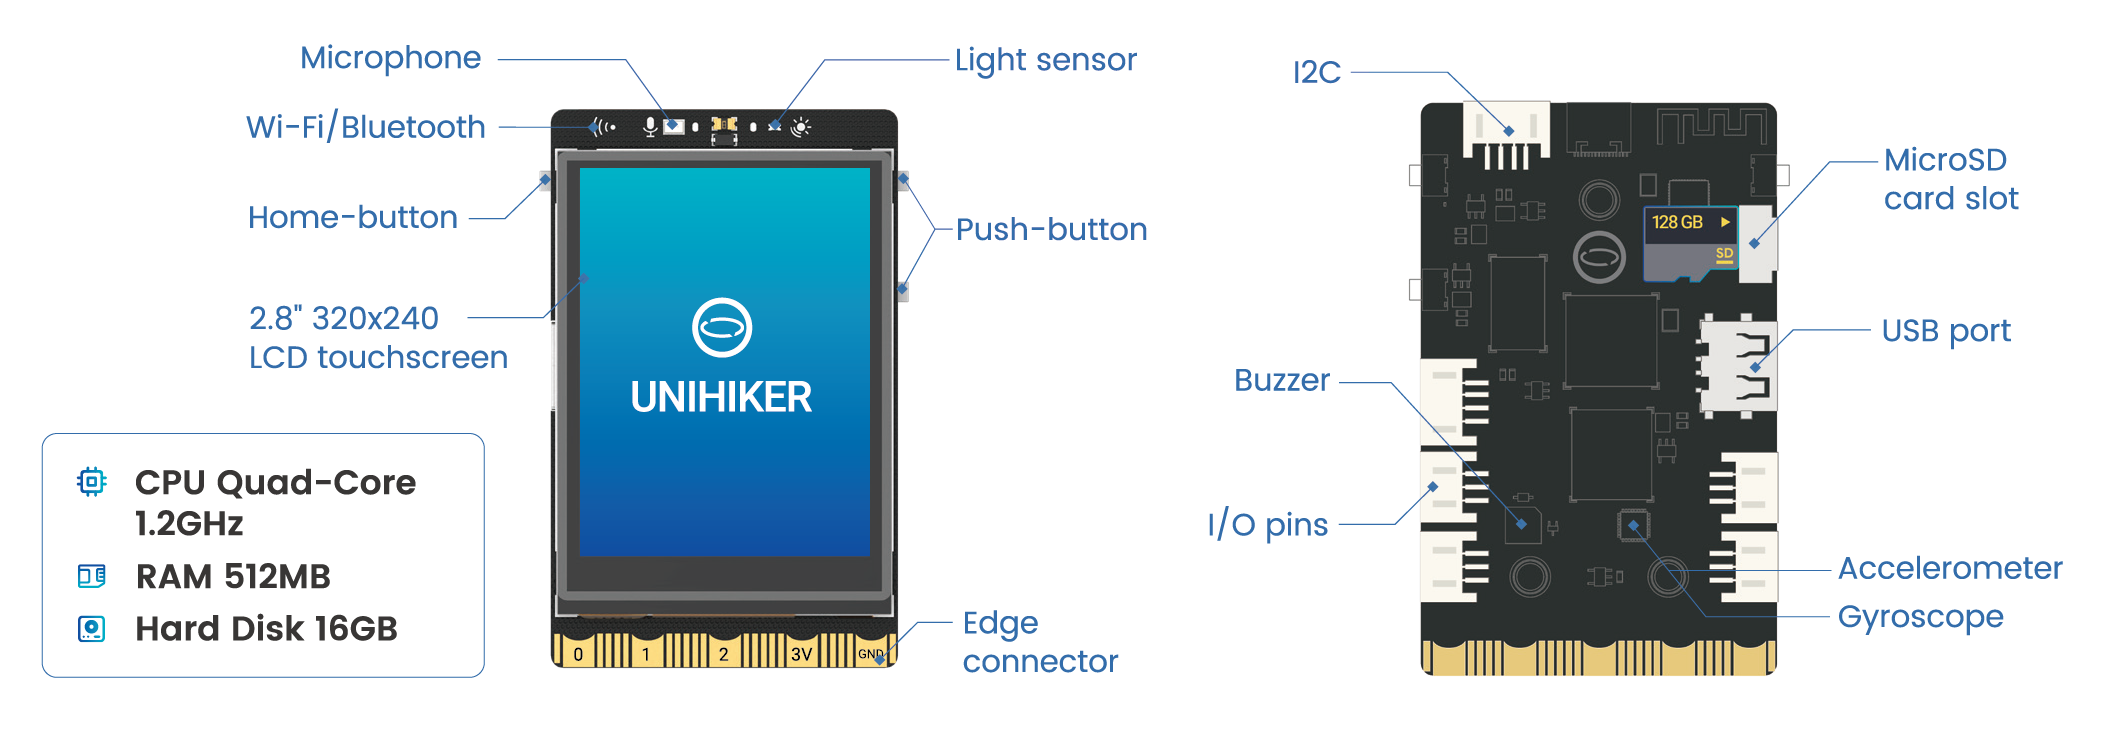 Microphone
Wi-Fi/Bluetooth
Home-button
2.8" 320x240
LCD touchscreen
CPU Quad-Core
1.2GHz
RAM 512MB
Hard Disk 16GB
Light sensor
Push-button
UNIHIKER
0 1 2 3V GND
Edge
connector
I2C
MicroSD
card slot
128 GB
SD
USB port
Buzzer
I/O pins
Accelerometer
Gyroscope